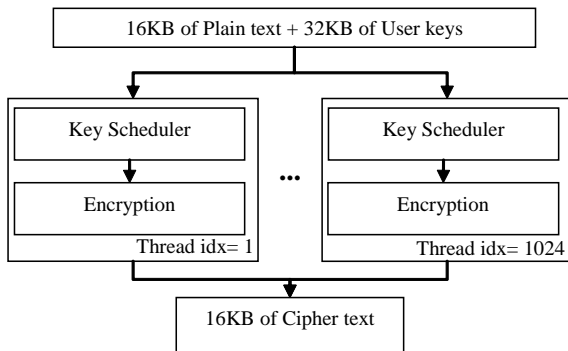 16KB of Plain text + 32KB of User keys
Key Scheduler
Encryption
Thread idx= 1
...
Key Scheduler
Encryption
Thread idx= 1024
16KB of Cipher text